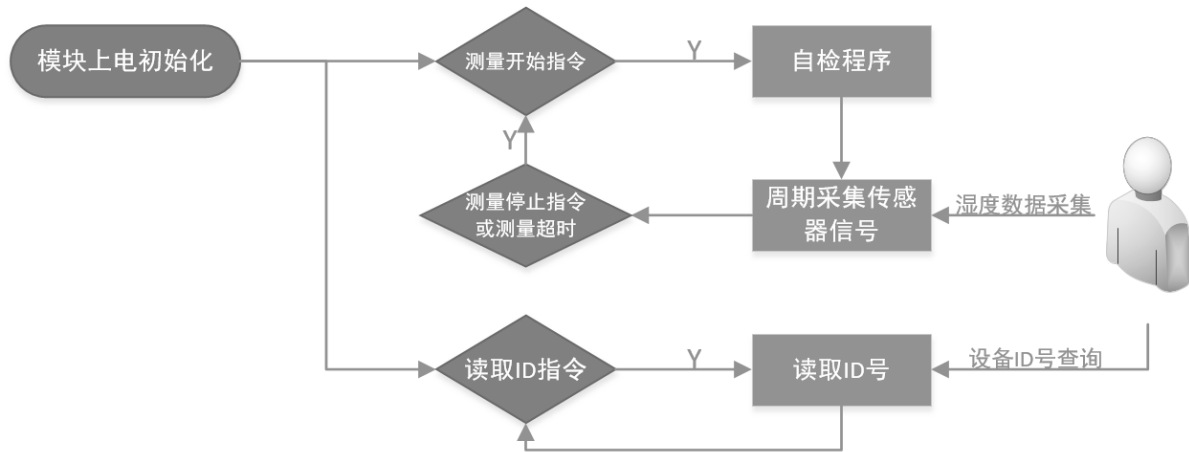 模块上电初始化
测量开始指令
Y
自检程序
Y
测量停止指令
或测量超时
周期采集传感
器信号
湿度数据采集
读取ID指令
Y
读取ID号
设备ID号查询